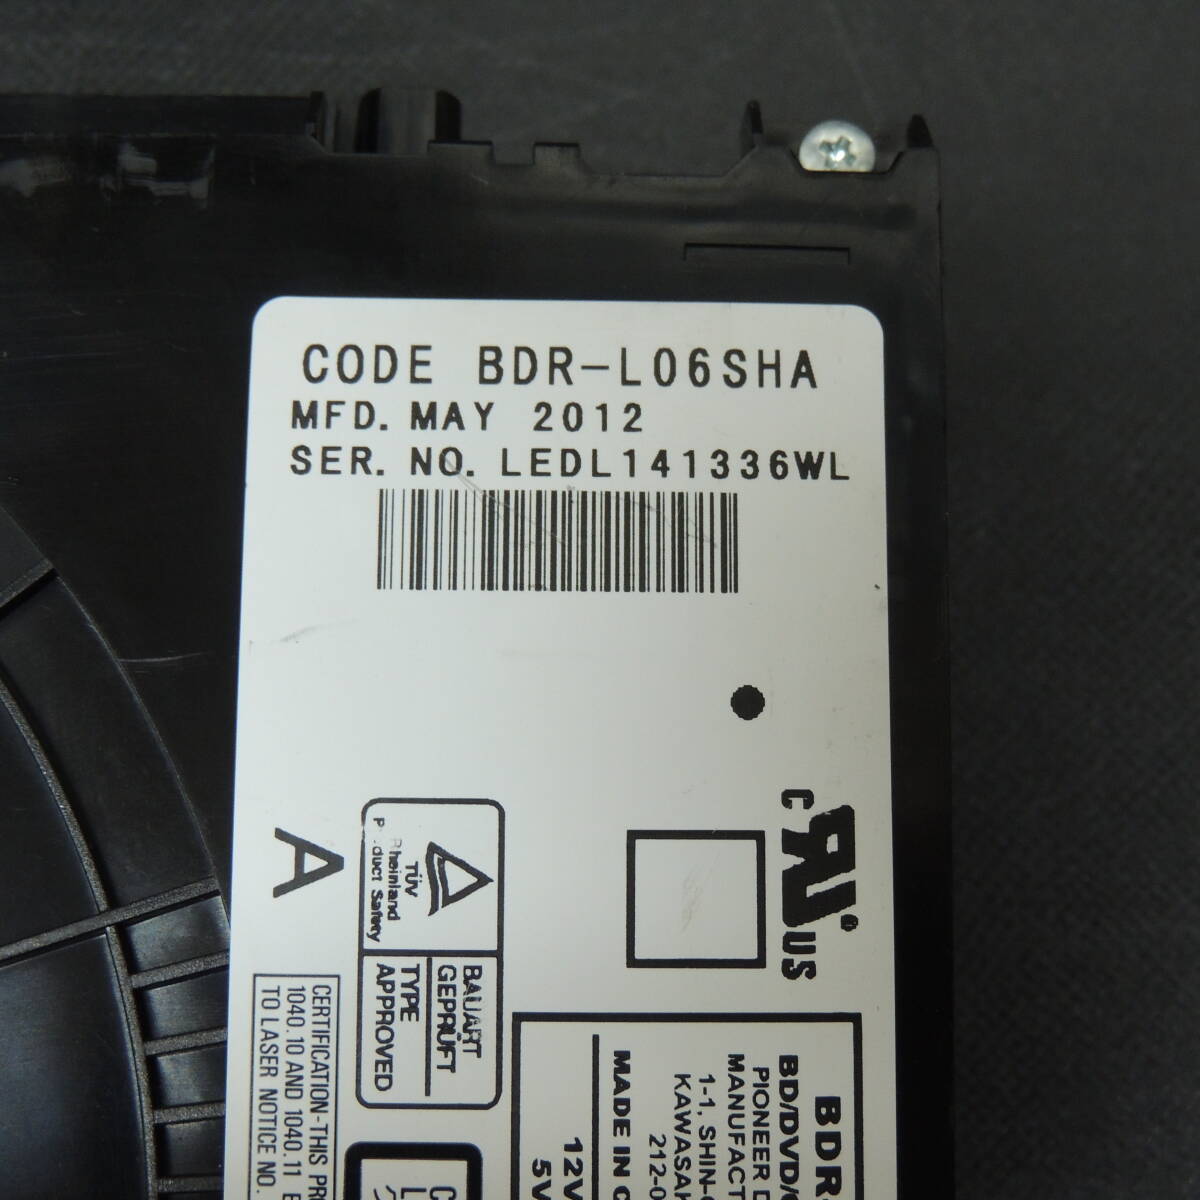 CODE BDR-L06SHA
MFD. MAY 2012
SER. NO. LEDL141336WL
c UR us
A
TÜV
Rheinland
Product Safety
BAUART
GEPRÜFT
TYPE
APPROVED
CERTIFICATION-THIS
1040.10 AND 1040.11
TO LASER NOTICE NO.
BDR
BD/DVD/
PIONEER
MANUFACT
1-1, SHIN-
KAWASAK
212-0
MADE IN C
12V
5V